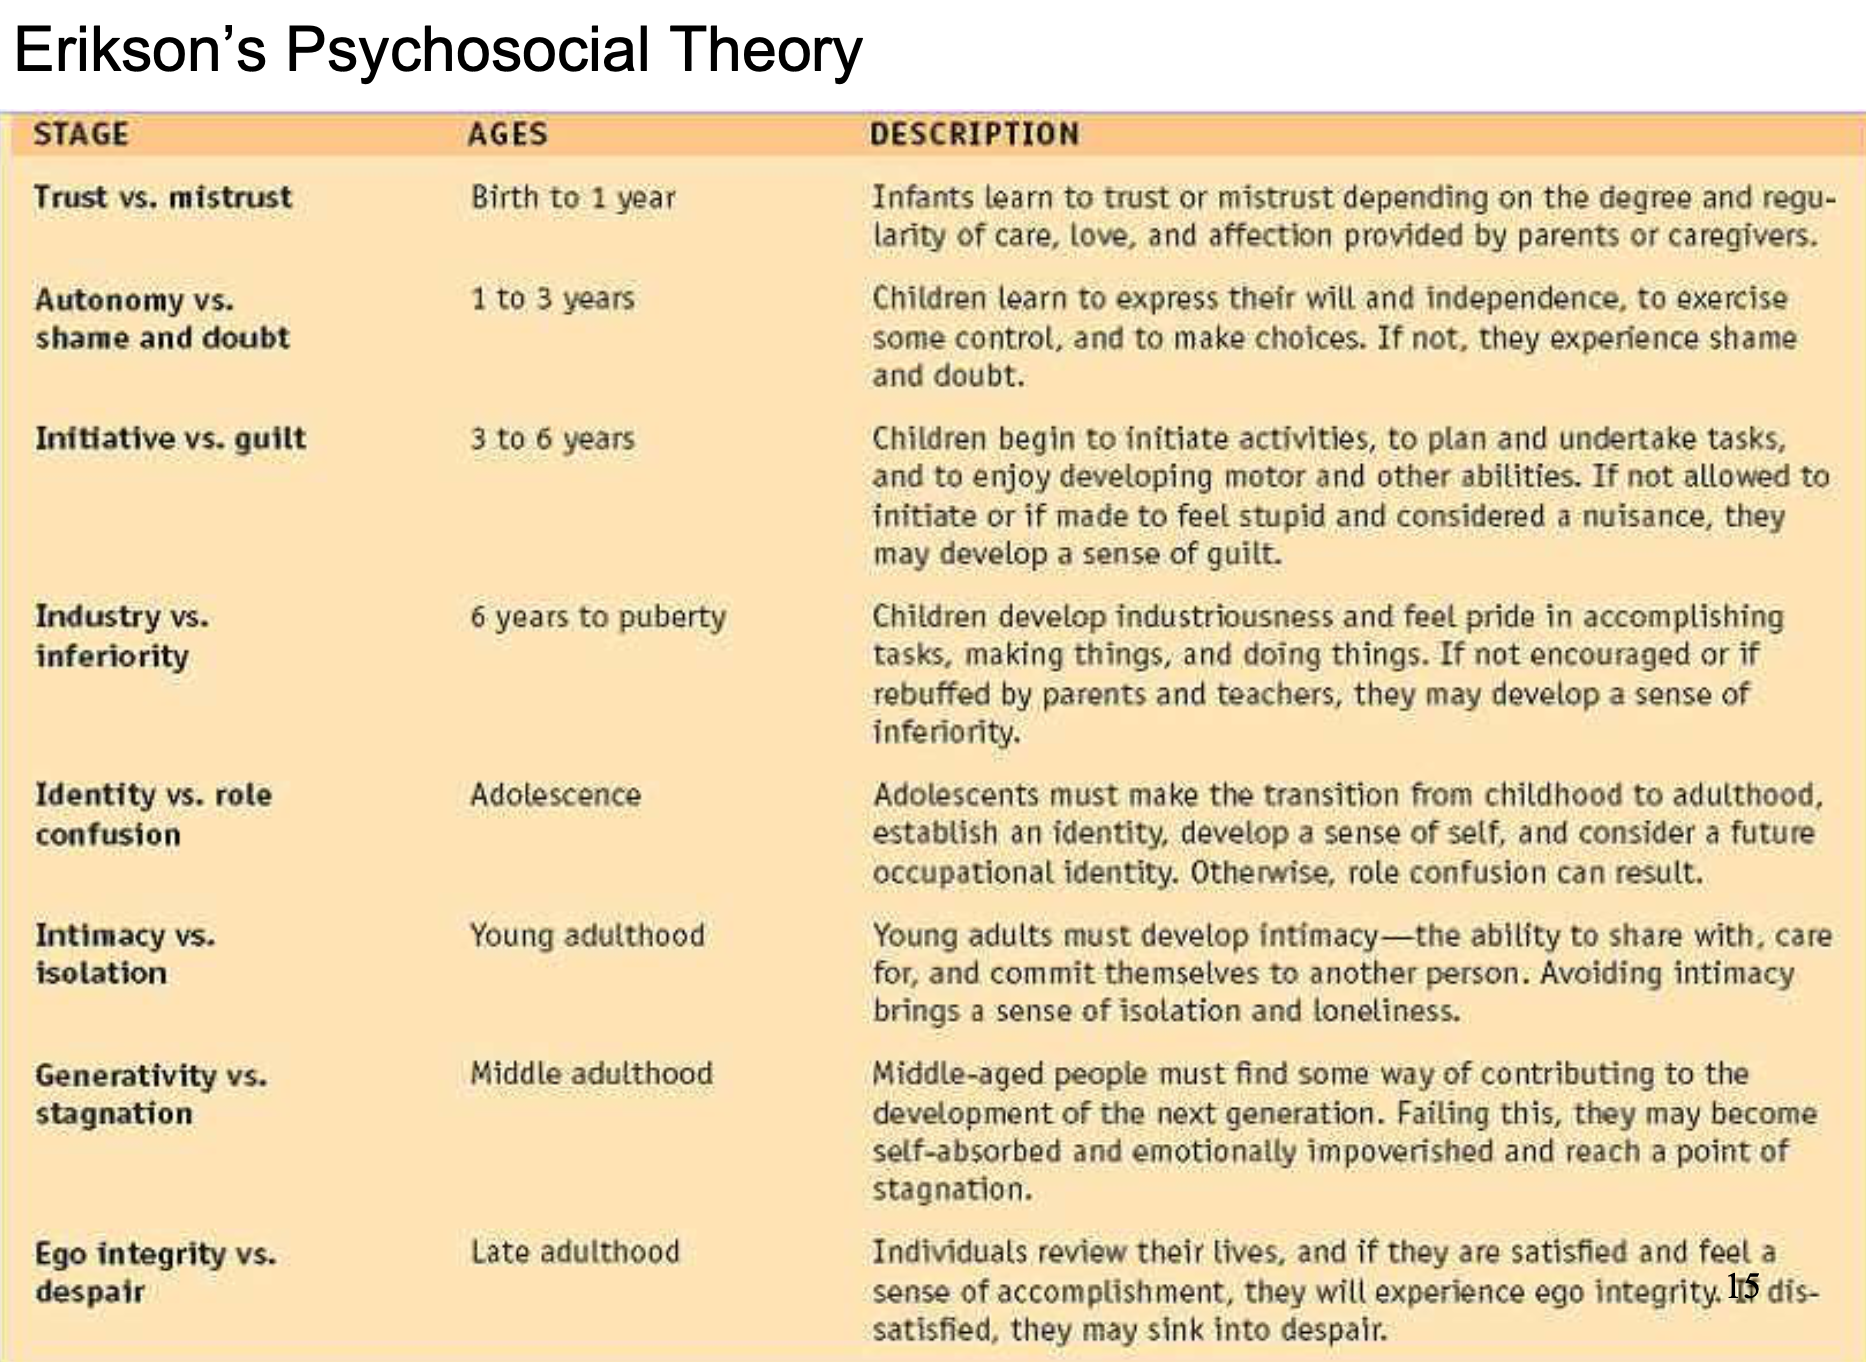 Erikson’s Psychosocial Theory
STAGE AGES DESCRIPTION
Trust vs. mistrust Birth to 1 year Infants learn to trust or mistrust depending on the degree and regu-
larity of care, love, and affection provided by parents or caregivers.
Autonomy vs. 1 to 3 years Children learn to express their will and independence, to exercise
shame and doubt some control, and to make choices. If not, they experience shame
and doubt.
Initiative vs. guilt 3 to 6 years Children begin to initiate activities, to plan and undertake tasks,
and to enjoy developing motor and other abilities. If not allowed to
initiate or if made to feel stupid and considered a nuisance, they
may develop a sense of guilt.
Industry vs. 6 years to puberty Children develop industriousness and feel pride in accomplishing
inferiority tasks, making things, and doing things. If not encouraged or if
rebuffed by parents and teachers, they may develop a sense of
inferiority.
Identity vs. role Adolescence Adolescents must make the transition from childhood to adulthood,
confusion establish an identity, develop a sense of self, and consider a future
occupational identity. Otherwise, role confusion can result.
Intimacy vs. Young adulthood Young adults must develop intimacy—the ability to share with, care
isolation for, and commit themselves to another person. Avoiding intimacy
brings a sense of isolation and loneliness.
Generativity vs. Middle adulthood Middle-aged people must find some way of contributing to the
stagnation development of the next generation. Failing this, they may become
self-absorbed and emotionally impoverished and reach a point of
stagnation.
Ego integrity vs. Late adulthood Individuals review their lives, and if they are satisfied and feel a
despair sense of accomplishment, they will experience ego integrity. If dis-
satisfied, they may sink into despair.
15